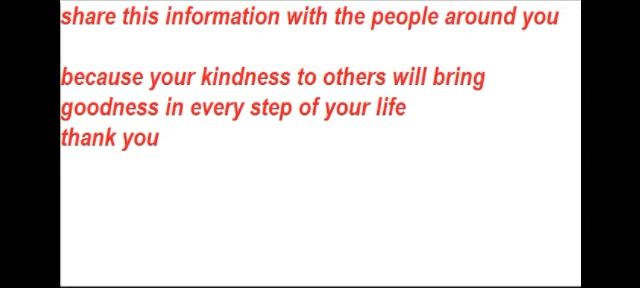 share this information with the people around you
because your kindness to others will bring
goodness in every step of your life
thank you